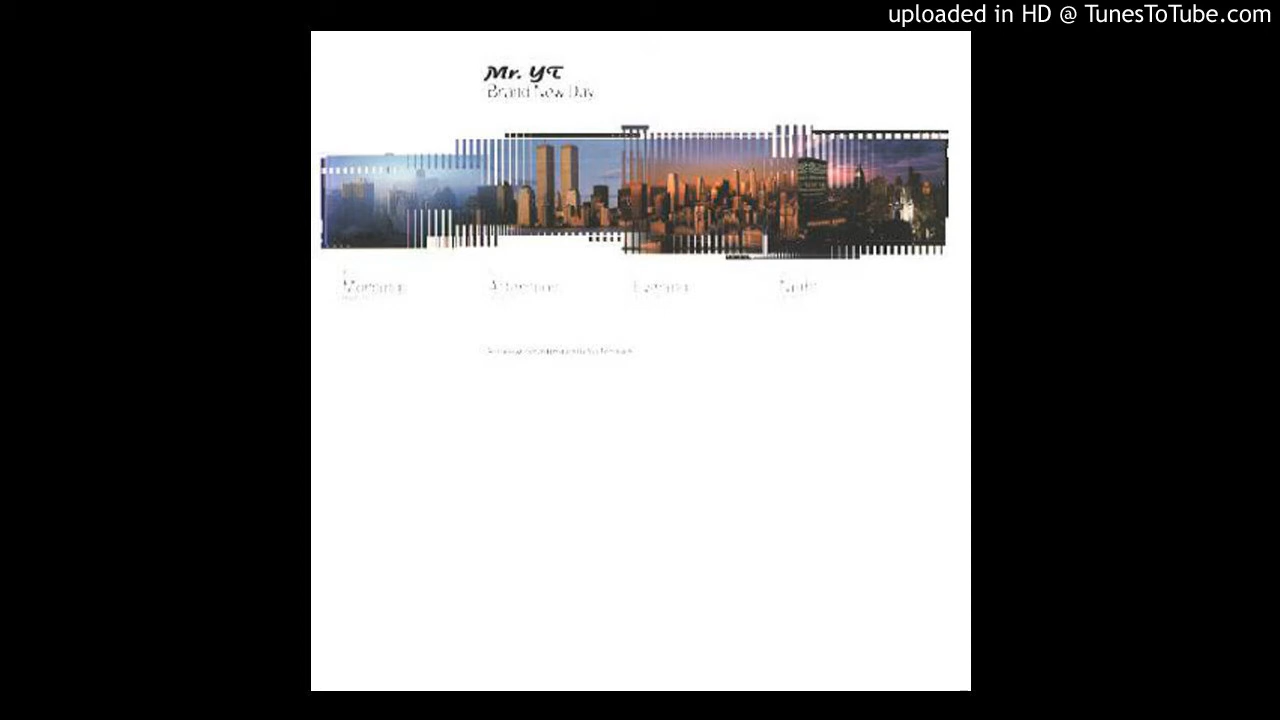 uploaded in HD @ TunesToTube.com
Mr. YT
Brand New Day
Morning
Afternoon
Evening
Night